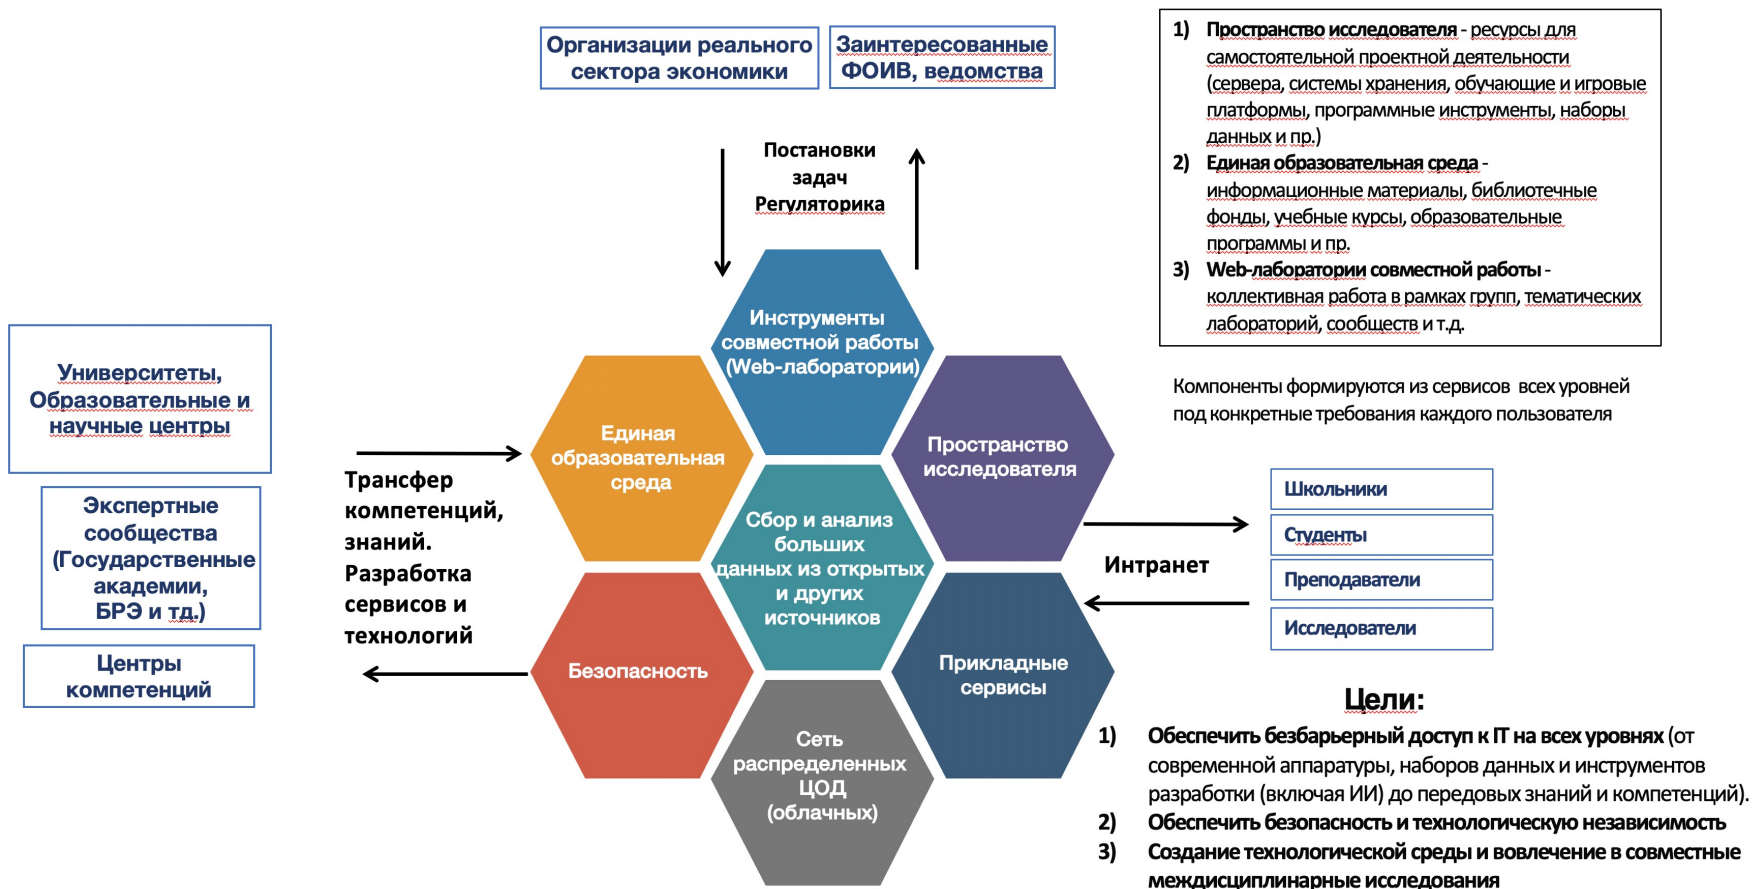 Организации реального
сектора экономики
Заинтересованные
ФОИВ, ведомства
1) Пространство исследователя - ресурсы для
самостоятельной проектной деятельности
(сервера, системы хранения, обучающие и игровые
платформы, программные инструменты, наборы
данных и пр.)
2) Единая образовательная среда -
информационные материалы, библиотечные
фонды, учебные курсы, образовательные
программы и пр.
3) Web-лаборатории совместной работы -
коллективная работа в рамках групп, тематических
лабораторий, сообществ и т.д.
Компоненты формируются из сервисов всех уровней
под конкретные требования каждого пользователя
Постановки
задач
Регуляторика
Университеты,
Образовательные и
научные центры
Экспертные
сообщества
(Государственные
академии,
БРЭ и тд.)
Центры
компетенций
Трансфер
компетенций,
знаний.
Разработка
сервисов и
технологий
Инструменты
совместной работы
(Web-лаборатории)
Единая
образовательная
среда
Пространство
исследователя
Сбор и анализ
больших
данных из открытых
и других
источников
Безопасность
Прикладные
сервисы
Сеть
распределенных
ЦОД
(облачных)
Интранет
Школьники
Студенты
Преподаватели
Исследователи
Цели:
1) Обеспечить безбарьерный доступ к IT на всех уровнях (от
современной аппаратуры, наборов данных и инструментов
разработки (включая ИИ) до передовых знаний и компетенций).
2) Обеспечить безопасность и технологическую независимость
3) Создание технологической среды и вовлечение в совместные
междисциплинарные исследования